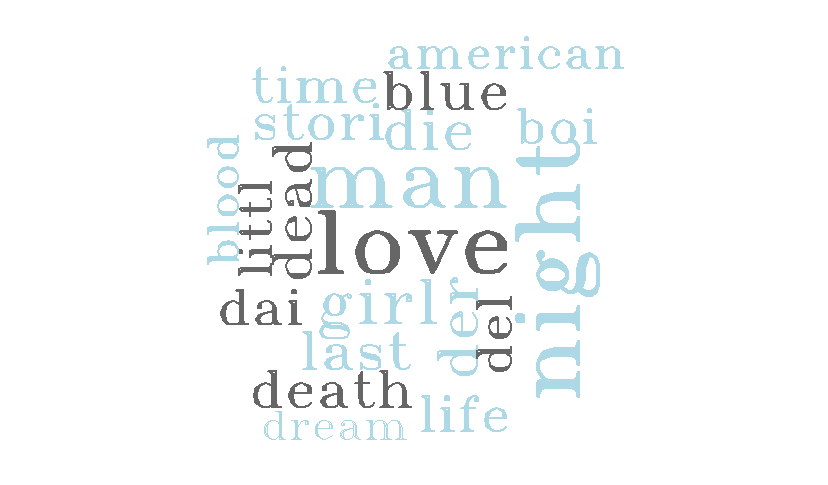 american
time
blue
stori
die
boi
blood
littl
dead
man
night
love
dai
girl
der
del
last
death
dream
life